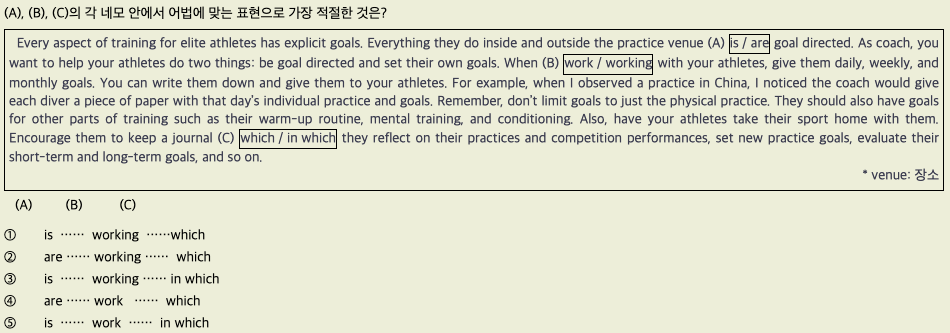 (A), (B), (C)의 각 네모 안에서 어법에 맞는 표현으로 가장 적절한 것은?
Every aspect of training for elite athletes has explicit goals. Everything they do inside and outside the practice venue (A) is / are goal directed. As coach, you
want to help your athletes do two things: be goal directed and set their own goals. When (B) work / working with your athletes, give them daily, weekly, and
monthly goals. You can write them down and give them to your athletes. For example, when I observed a practice in China, I noticed the coach would give
each diver a piece of paper with that day's individual practice and goals. Remember, don't limit goals to just the physical practice. They should also have goals
for other parts of training such as their warm-up routine, mental training, and conditioning. Also, have your athletes take their sport home with them.
Encourage them to keep a journal (C) which / in which they reflect on their practices and competition performances, set new practice goals, evaluate their
short-term and long-term goals, and so on.
* venue: 장소
(A) (B) (C)
① is ...... working ......which
② are ...... working ...... which
③ is ...... working ...... in which
④ are ...... work ...... which
⑤ is ...... work ...... in which